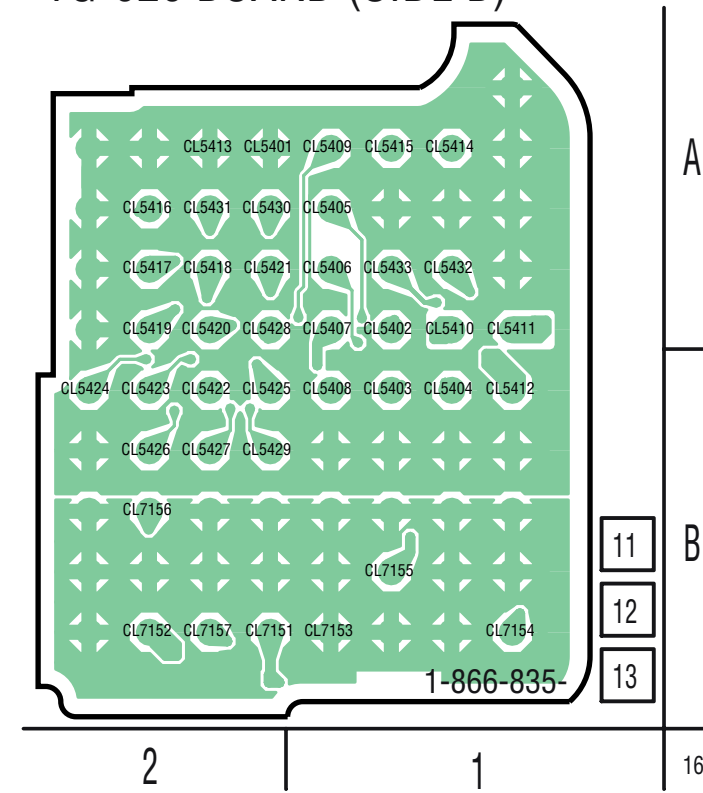 BOARD (SIDE B)
A
CL5413 CL5401 CL5409 CL5415 CL5414
CL5416 CL5431 CL5430 CL5405
CL5417 CL5418 CL5421 CL5406 CL5433 CL5432
CL5419 CL5420 CL5428 CL5407 CL5402 CL5410 CL5411
CL5424 CL5423 CL5422 CL5425 CL5408 CL5403 CL5404 CL5412
CL5426 CL5427 CL5429
CL7156
11
B
CL7155
12
CL7152 CL7157 CL7151 CL7153 CL7154
1-866-835-
13
2
1
16